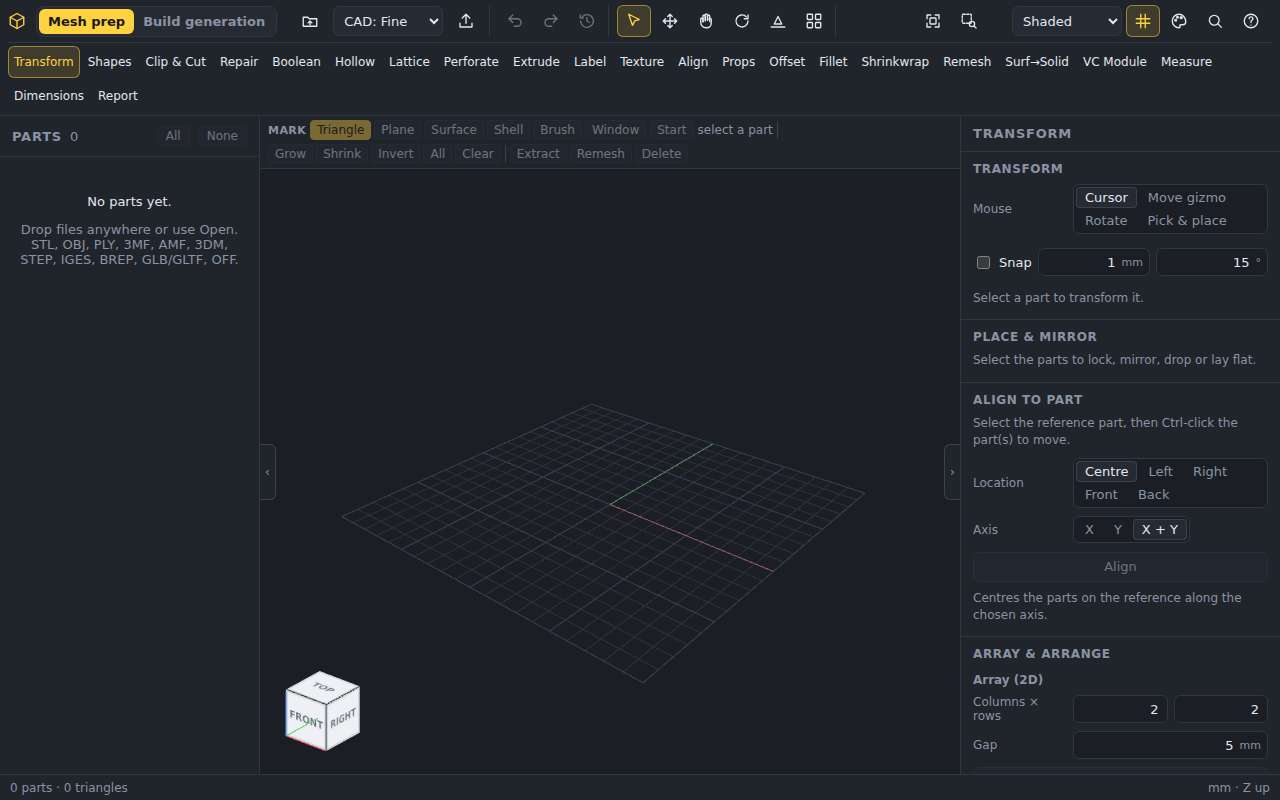 Mesh prep Build generation CAD: Fine Shaded
Transform Shapes Clip & Cut Repair Boolean Hollow Lattice Perforate Extrude Label Texture Align Props Offset Fillet Shrinkwrap Remesh Surf→Solid VC Module Measure
Dimensions Report
PARTS 0 All None
MARK Triangle Plane Surface Shell Brush Window Start select a part
Grow Shrink Invert All Clear Extract Remesh Delete
No parts yet.
Drop files anywhere or use Open.
STL, OBJ, PLY, 3MF, AMF, 3DM,
STEP, IGES, BREP, GLB/GLTF, OFF.
TOP
FRONT RIGHT
TRANSFORM
TRANSFORM
Mouse Cursor Move gizmo
Rotate Pick & place
Snap 1 mm 15 °
Select a part to transform it.
PLACE & MIRROR
Select the parts to lock, mirror, drop or lay flat.
ALIGN TO PART
Select the reference part, then Ctrl-click the
part(s) to move.
Location Centre Left Right
Front Back
Axis X Y X + Y
Align
Centres the parts on the reference along the
chosen axis.
ARRAY & ARRANGE
Array (2D)
Columns ×
rows 2 2
Gap 5 mm
0 parts · 0 triangles mm · Z up